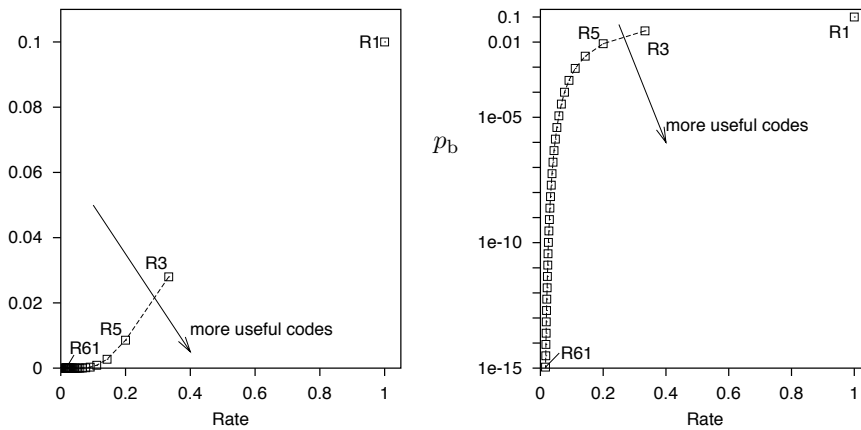 0.1
0.08
0.06
0.04
0.02
0
R1
R3
R5
R61
more useful codes
0 0.2 0.4 0.6 0.8 1
Rate
p_b
0.1
0.01
1e-05
1e-10
1e-15
R5
R3
R1
more useful codes
R61
0 0.2 0.4 0.6 0.8 1
Rate